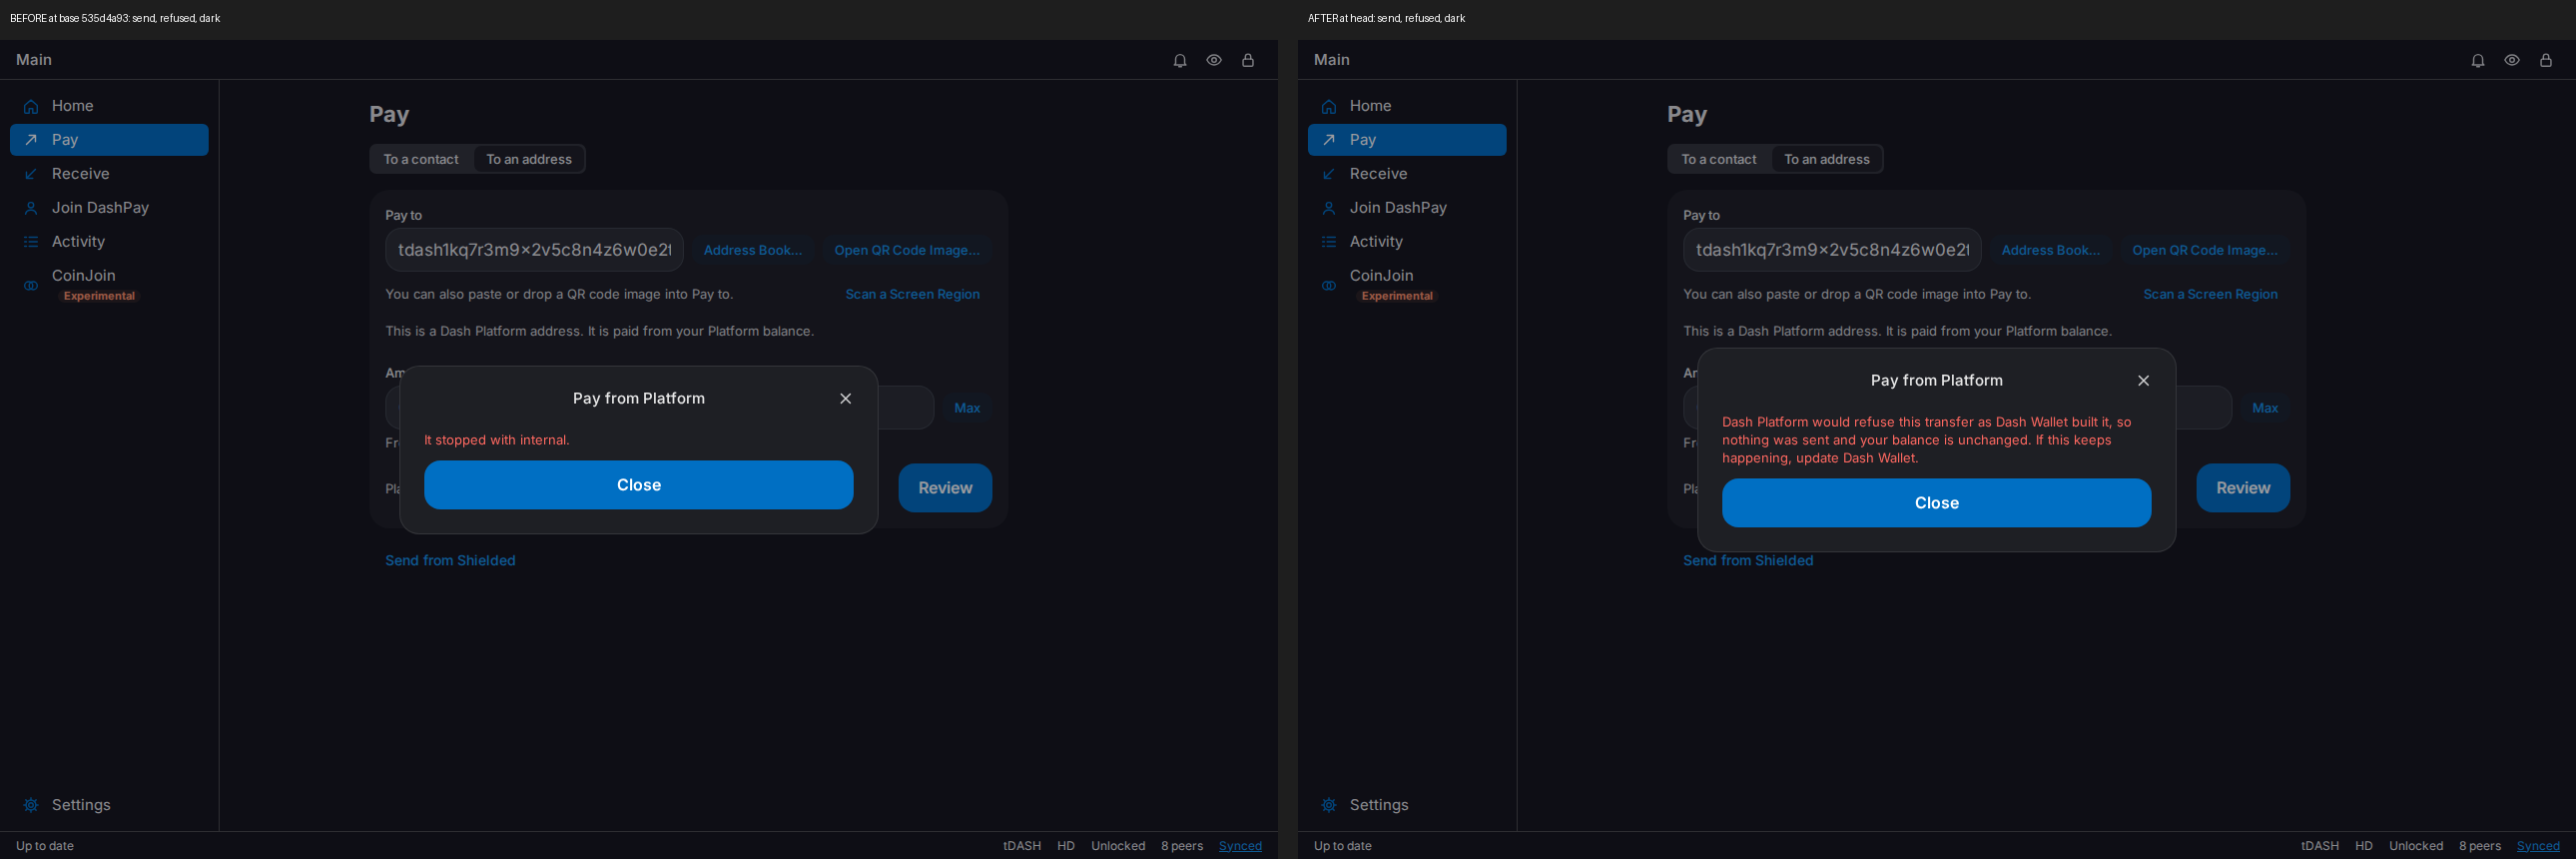 BEFORE at base 535d4a93: send, refused, dark
Main
Home
Pay
Receive
Join DashPay
Activity
CoinJoin
Experimental
Settings
Pay
To a contact
To an address
Pay to
tdash1kq7r3m9×2v5c8n4z6w0e2
Address Book...
Open QR Code Image...
You can also paste or drop a QR code image into Pay to.
Scan a Screen Region
This is a Dash Platform address. It is paid from your Platform balance.
Am
Max
Fr
Pla
Review
Pay from Platform
It stopped with internal.
Close
Send from Shielded
Up to date
tDASH HD Unlocked 8 peers Synced
AFTER at head: send, refused, dark
Main
Home
Pay
Receive
Join DashPay
Activity
CoinJoin
Experimental
Settings
Pay
To a contact
To an address
Pay to
tdash1kq7r3m9×2v5c8n4z6w0e2
Address Book...
Open QR Code Image...
You can also paste or drop a QR code image into Pay to.
Scan a Screen Region
This is a Dash Platform address. It is paid from your Platform balance.
Max
Fr
Pla
Review
Pay from Platform
Dash Platform would refuse this transfer as Dash Wallet built it, so
nothing was sent and your balance is unchanged. If this keeps
happening, update Dash Wallet.
Close
Send from Shielded
Up to date
tDASH HD Unlocked 8 peers Synced